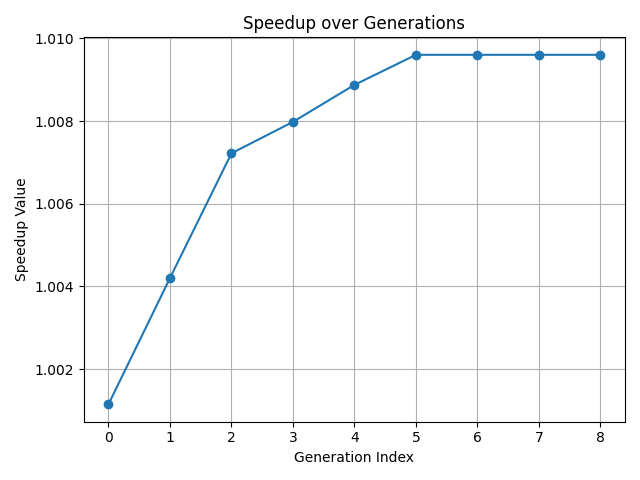 Speedup over Generations
Speedup Value
1.010
1.008
1.006
1.004
1.002
0 1 2 3 4 5 6 7 8
Generation Index